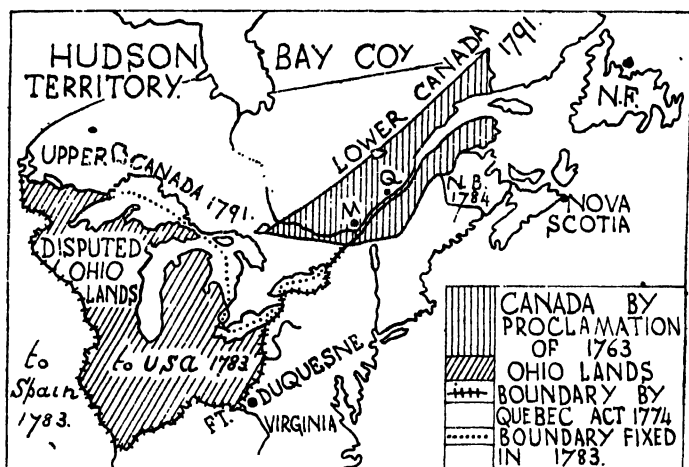 HUDSON BAY COY
TERRITORY.
LOWER CANADA 1791.
N.F.
UPPER CANADA 1791.
Q
M
N.B.
1784
NOVA
SCOTIA
DISPUTED
OHIO
LANDS
to USA 1783.
to
Spain
1783.
FT. DUQUESNE
VIRGINIA
CANADA BY
PROCLAMATION
OF 1763
OHIO LANDS
BOUNDARY BY
QUEBEC ACT 1774
BOUNDARY FIXED
IN 1783.